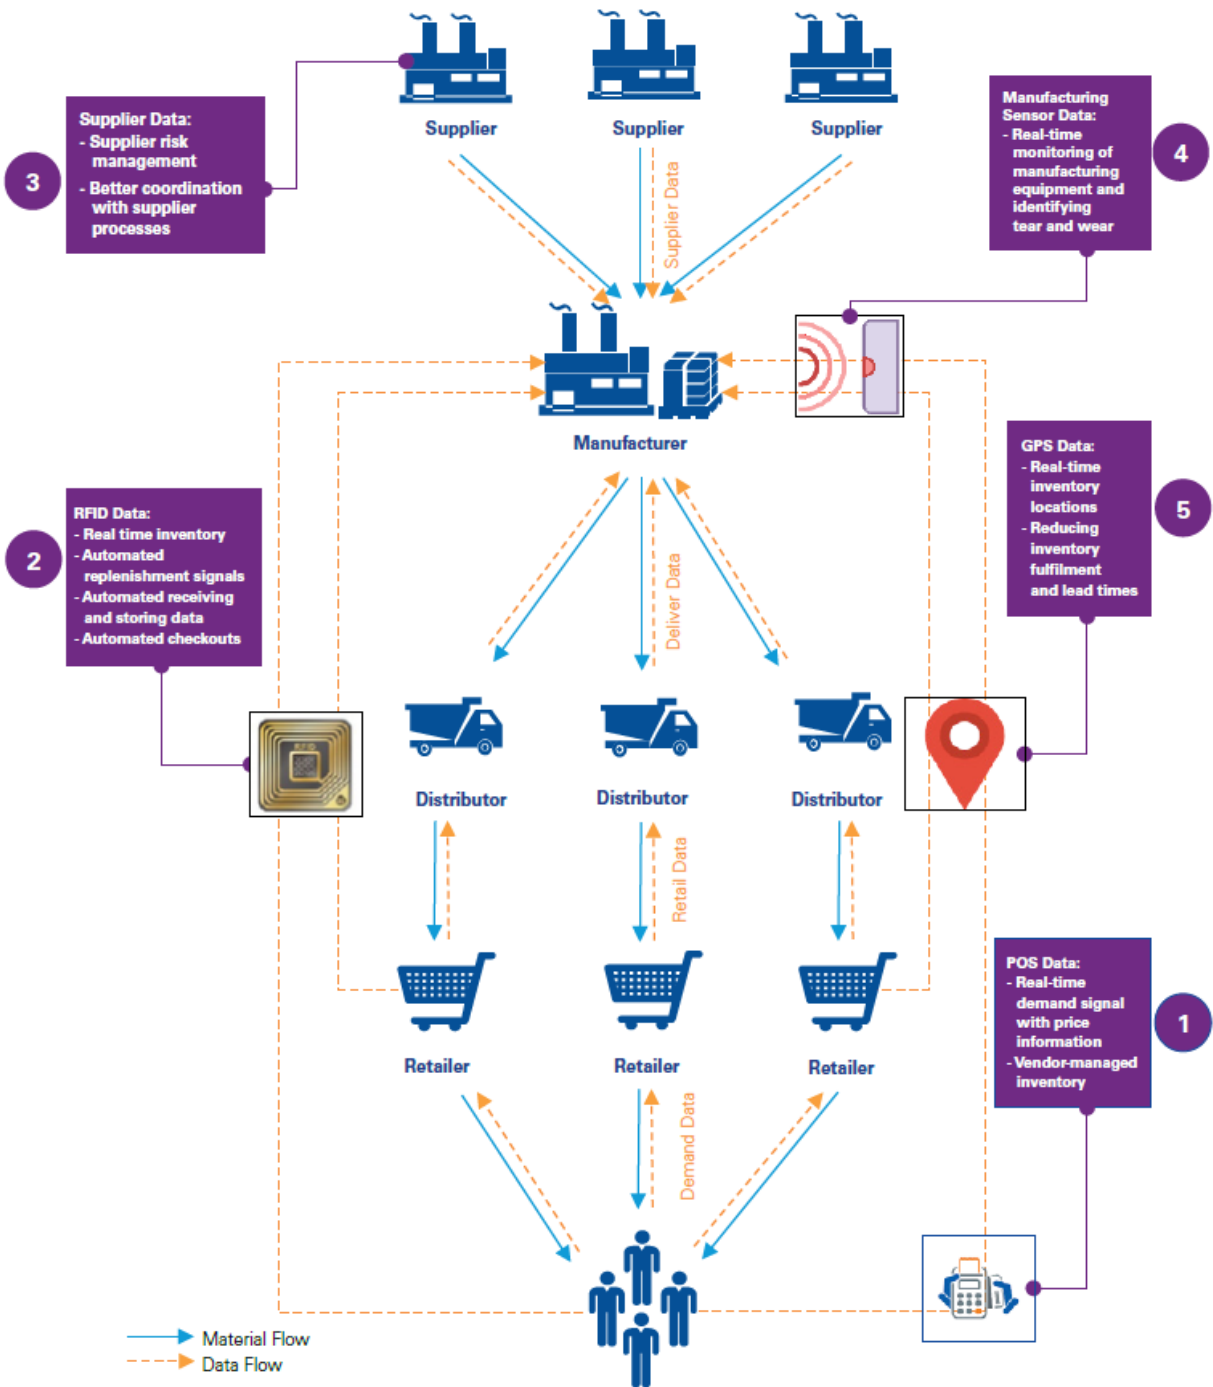 Supplier
Supplier
Supplier
3
Supplier Data:
- Supplier risk
management
- Better coordination
with supplier
processes
Manufacturing
Sensor Data:
- Real-time
monitoring of
manufacturing
equipment and
identifying
tear and wear
4
Supplier Data
Manufacturer
2
RFID Data:
- Real time inventory
- Automated
replenishment signals
- Automated receiving
and storing data
- Automated checkouts
GPS Data:
- Real-time
inventory
locations
- Reducing
inventory
fulfilment
and lead times
5
Deliver Data
RFID
Distributor
Distributor
Distributor
Retail Data
Retailer
Retailer
Retailer
POS Data:
- Real-time
demand signal
with price
information
- Vendor-managed
inventory
1
Demand Data
Material Flow
Data Flow